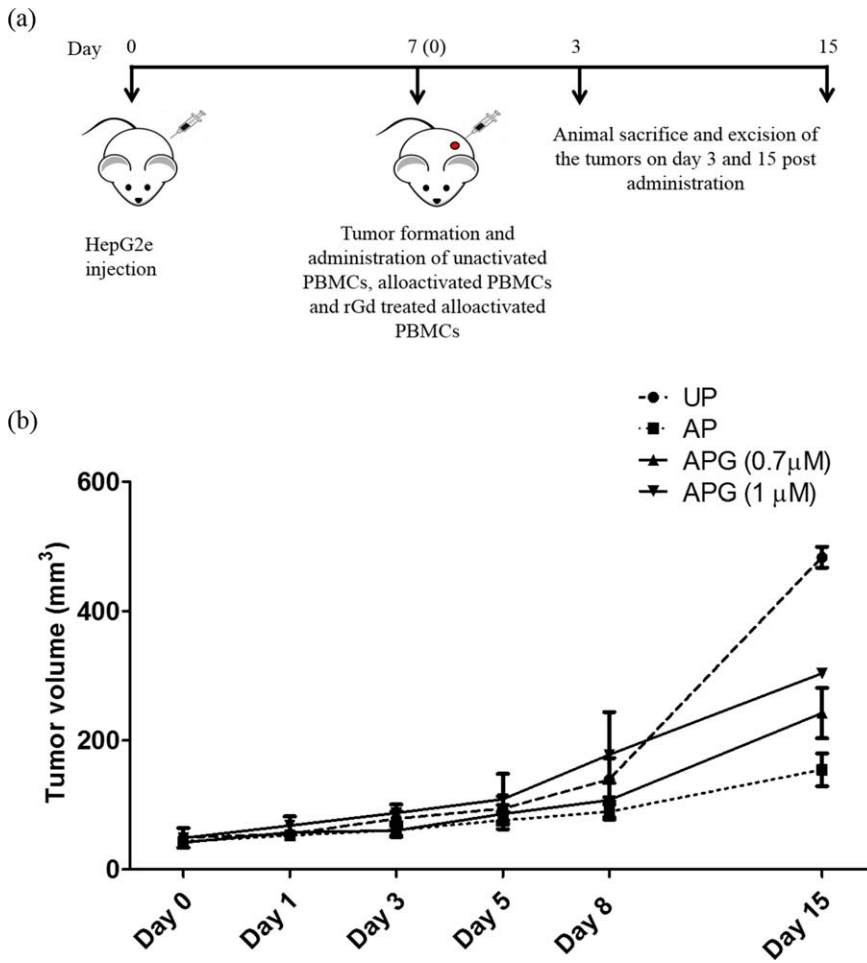 (a)
Day 0 7 (0) 3 15
HepG2e
injection
Tumor formation and
administration of unactivated
PBMCs, alloactivated PBMCs
and rGd treated alloactivated
PBMCs
Animal sacrifice and excision of
the tumors on day 3 and 15 post
administration
(b)
UP
AP
APG (0.7μM)
APG (1 μM)
Tumor volume (mm³)
600
400
200
0
Day 0
Day 1
Day 3
Day 5
Day 8
Day 15